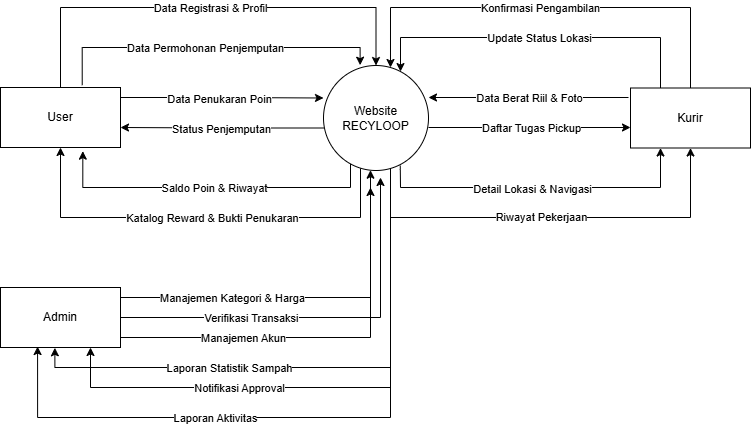 Data Registrasi & Profil
Konfirmasi Pengambilan
Data Permohonan Penjemputan
Update Status Lokasi
User
Data Penukaran Poin
Status Penjemputan
Website
RECYLOOP
Data Berat Riil & Foto
Daftar Tugas Pickup
Kurir
Saldo Poin & Riwayat
Detail Lokasi & Navigasi
Katalog Reward & Bukti Penukaran
Riwayat Pekerjaan
Admin
Manajemen Kategori & Harga
Verifikasi Transaksi
Manajemen Akun
Laporan Statistik Sampah
Notifikasi Approval
Laporan Aktivitas